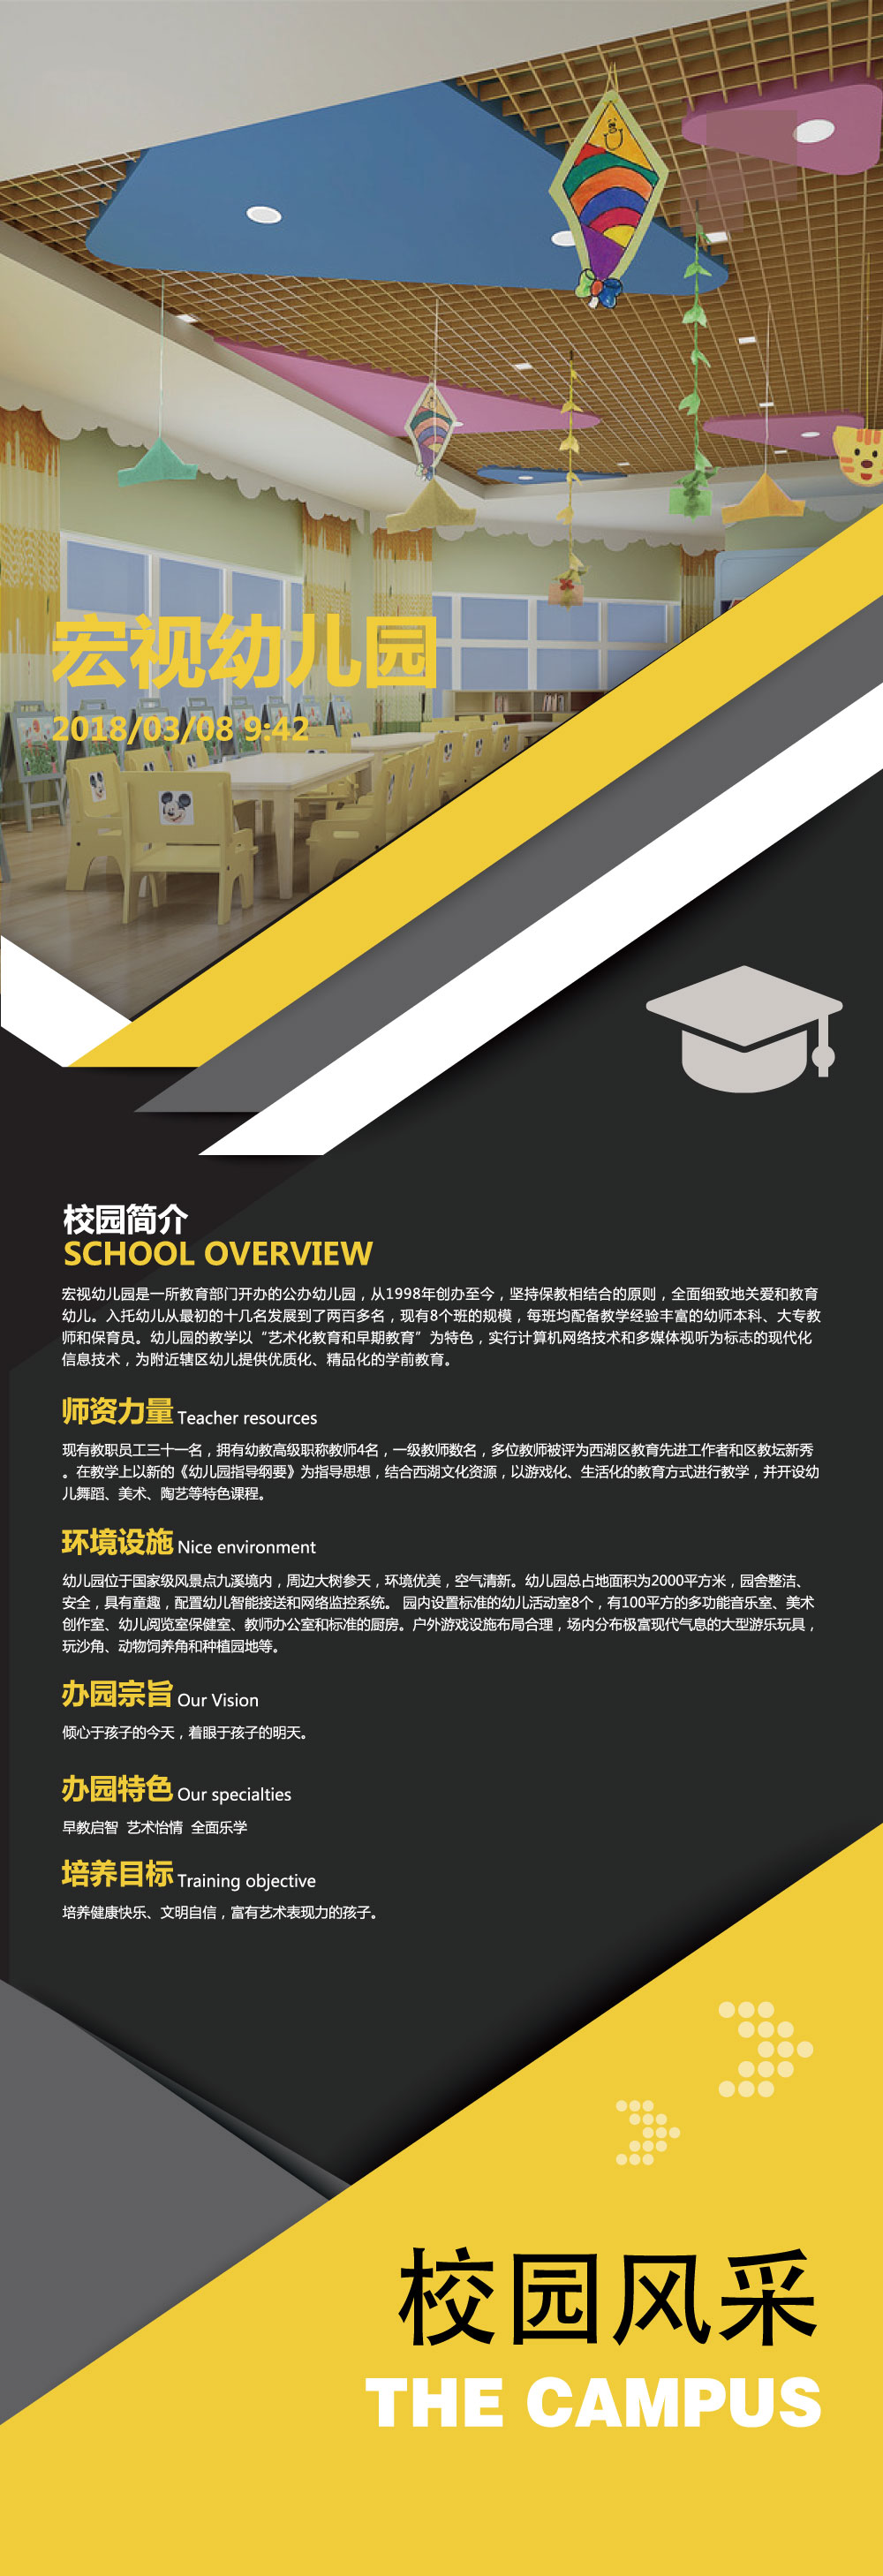 宏视幼儿园
2018/03/08 9:42
校园简介
SCHOOL OVERVIEW
宏视幼儿园是一所教育部门开办的公办幼儿园，从1998年创办至今，坚持保教相结合的原则，全面细致地关爱和教育
幼儿。入托幼儿从最初的十几名发展到了两百多名，现有8个班的规模，每班均配备教学经验丰富的幼师本科、大专教
师和保育员。幼儿园的教学以“艺术化教育和早期教育”为特色，实行计算机网络技术和多媒体视听为标志的现代化
信息技术，为附近辖区幼儿提供优质化、精品化的学前教育。
师资力量 Teacher resources
现有教职员工三十一名，拥有幼教高级职称教师4名，一级教师数名，多位教师被评为西湖区教育先进工作者和区教坛新秀
。在教学上以新的《幼儿园指导纲要》为指导思想，结合西湖文化资源，以游戏化、生活化的教育方式进行教学，并开设幼
儿舞蹈、美术、陶艺等特色课程。
环境设施 Nice environment
幼儿园位于国家级风景点九溪境内，周边大树参天，环境优美，空气清新。幼儿园总占地面积为2000平方米，园舍整洁、
安全，具有童趣，配置幼儿智能接送和网络监控系统。 园内设置标准的幼儿活动室8个，有100平方的多功能音乐室、美术
创作室、幼儿阅览室保健室、教师办公室和标准的厨房。户外游戏设施布局合理，场内分布极富现代气息的大型游乐玩具，
玩沙角、动物饲养角和种植园地等。
办园宗旨 Our Vision
倾心于孩子的今天，着眼于孩子的明天。
办园特色 Our specialties
早教启智 艺术怡情 全面乐学
培养目标 Training objective
培养健康快乐、文明自信，富有艺术表现力的孩子。
校园风采
THE CAMPUS